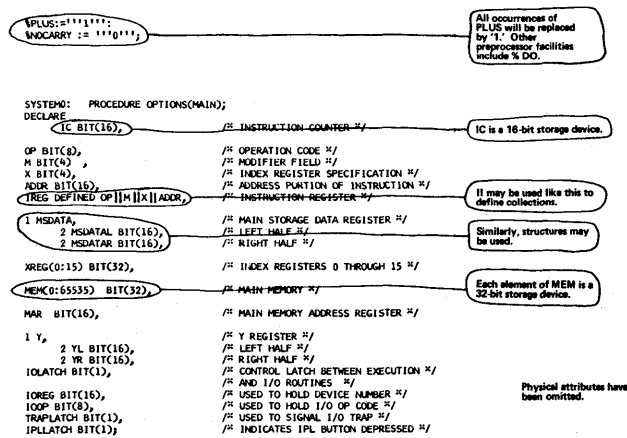 %PLUS:='''1''';
%NOCARRY := '''0''';
All occurrences of
PLUS will be replaced
by '1.' Other
preprocessor facilities
include % DO.
SYSTEM0: PROCEDURE OPTIONS(MAIN);
DECLARE
IC BIT(16), /* INSTRUCTION COUNTER */
IC is a 16-bit storage device.
OP BIT(8), /* OPERATION CODE */
M BIT(4) , /* MODIFIER FIELD */
X BIT(4), /* INDEX REGISTER SPECIFICATION */
ADDR BIT(16), /* ADDRESS PORTION OF INSTRUCTION */
IREG DEFINED OP||M||X||ADDR, /* INSTRUCTION REGISTER */
II may be used like this to
define collections.
1 MSDATA, /* MAIN STORAGE DATA REGISTER */
2 MSDATAL BIT(16), /* LEFT HALF */
2 MSDATAR BIT(16), /* RIGHT HALF */
Similarly, structures may
be used.
XREG(0:15) BIT(32), /* INDEX REGISTERS 0 THROUGH 15 */
MEM(0:65535) BIT(32), /* MAIN MEMORY */
Each element of MEM is a
32-bit storage device.
MAR BIT(16), /* MAIN MEMORY ADDRESS REGISTER */
1 Y, /* Y REGISTER */
2 YL BIT(16), /* LEFT HALF */
2 YR BIT(16), /* RIGHT HALF */
IOLATCH BIT(1), /* CONTROL LATCH BETWEEN EXECUTION */
/* AND I/O ROUTINES */
IOREG BIT(16), /* USED TO HOLD DEVICE NUMBER */
Physical attributes have
been omitted.
IOOP BIT(8), /* USED TO HOLD I/O OP CODE */
TRAPLATCH BIT(1), /* USED TO SIGNAL I/O TRAP */
IPLLATCH BIT(1); /* INDICATES IPL BUTTON DEPRESSED */